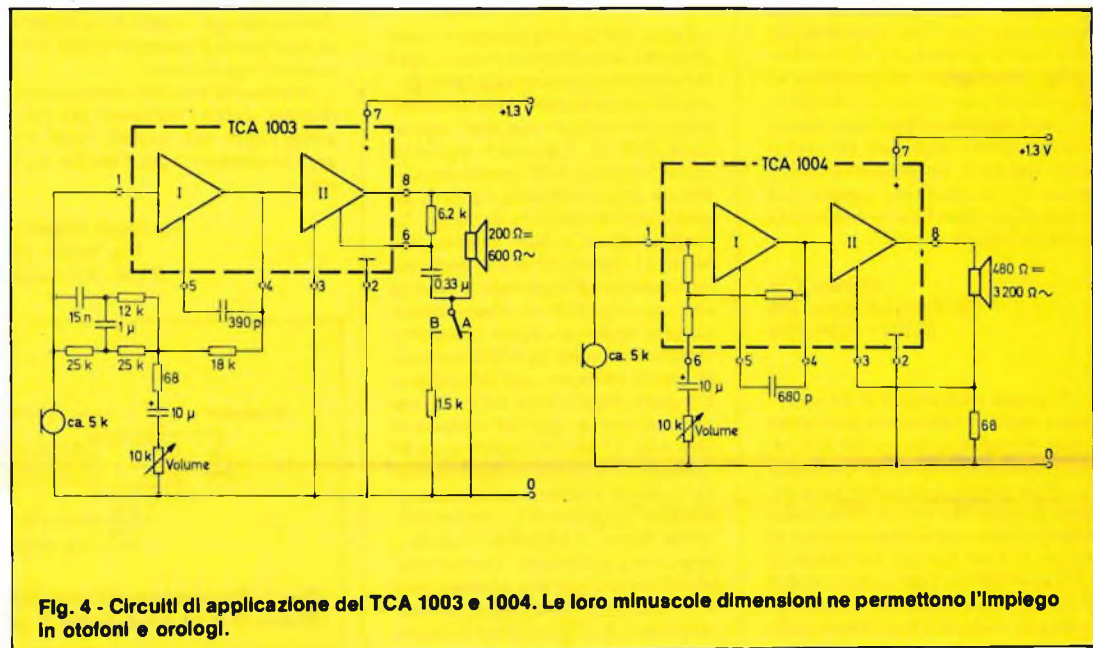 +1,3 V
7
TCA 1003
1
I
II
8
6.2 k
6
200 Ω =
600 Ω ~
0.33 µ
5
4
3
2
15 n
12 k
1 µ
390 p
B
A
25 k
25 k
18 k
68
10 µ
1.5 k
ca. 5 k
10 k
Volume
0
+1,3 V
7
TCA 1004
1
I
II
8
480 Ω =
3 200 Ω ~
ca. 5 k
6
5
4
3
2
+
10 µ
680 p
10 k
Volume
68
0
Fig. 4 - Circuiti di applicazione dei TCA 1003 e 1004. Le loro minuscole dimensioni ne permettono l'impiego
in otofoni e orologi.